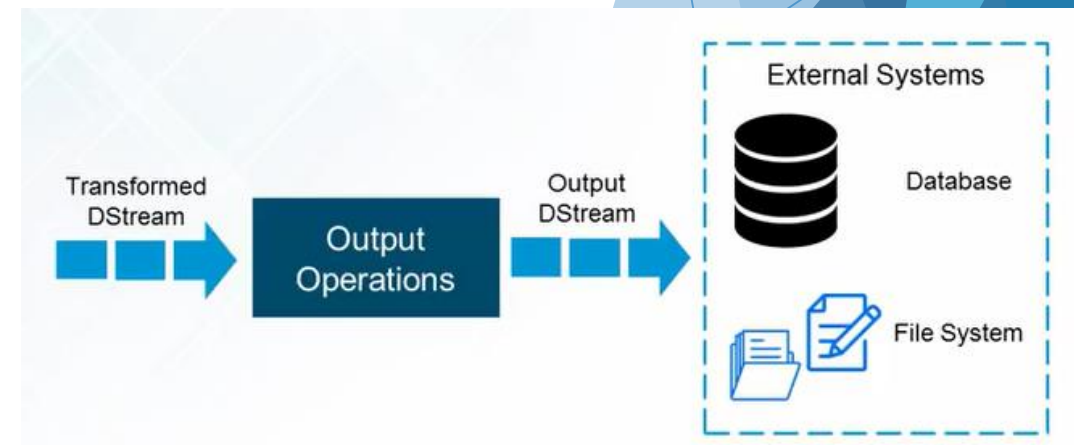 External Systems
Transformed
DStream
Output
Operations
Output
DStream
Database
File System